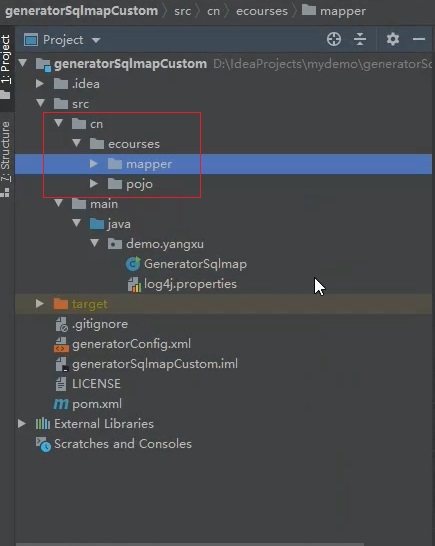 generatorSqlmapCustom src cn ecourses mapper
Project
1: Project
7: Structure
generatorSqlmapCustom D:\IdeaProjects\mydemo\generatorSq
.idea
src
cn
ecourses
mapper
pojo
main
java
demo.yangxu
GeneratorSqlmap
log4j.properties
target
.gitignore
generatorConfig.xml
generatorSqlmapCustom.iml
LICENSE
pom.xml
External Libraries
Scratches and Consoles